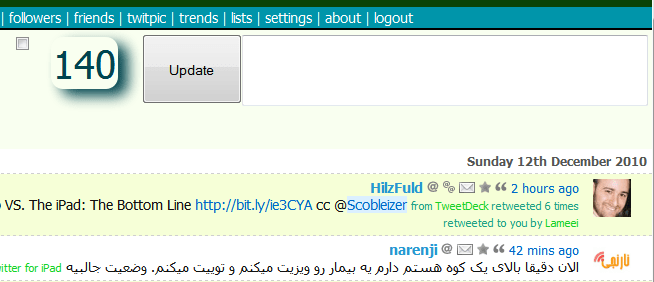 | followers | friends | twitpic | trends | lists | settings | about | logout
140
Update
Sunday 12th December 2010
HilzFuld @ 2 hours ago
VS. The iPad: The Bottom Line http://bit.ly/ie3CYA cc @Scobleizer from TweetDeck retweeted 6 times
retweeted to you by Lameei
narenji @ 42 mins ago
الان دقیقا بالای یک کوه هستم دارم یه بیمار رو ویزیت میکنم و توییت میکنم. وضعیت جالبیه for iPad
نارنجی